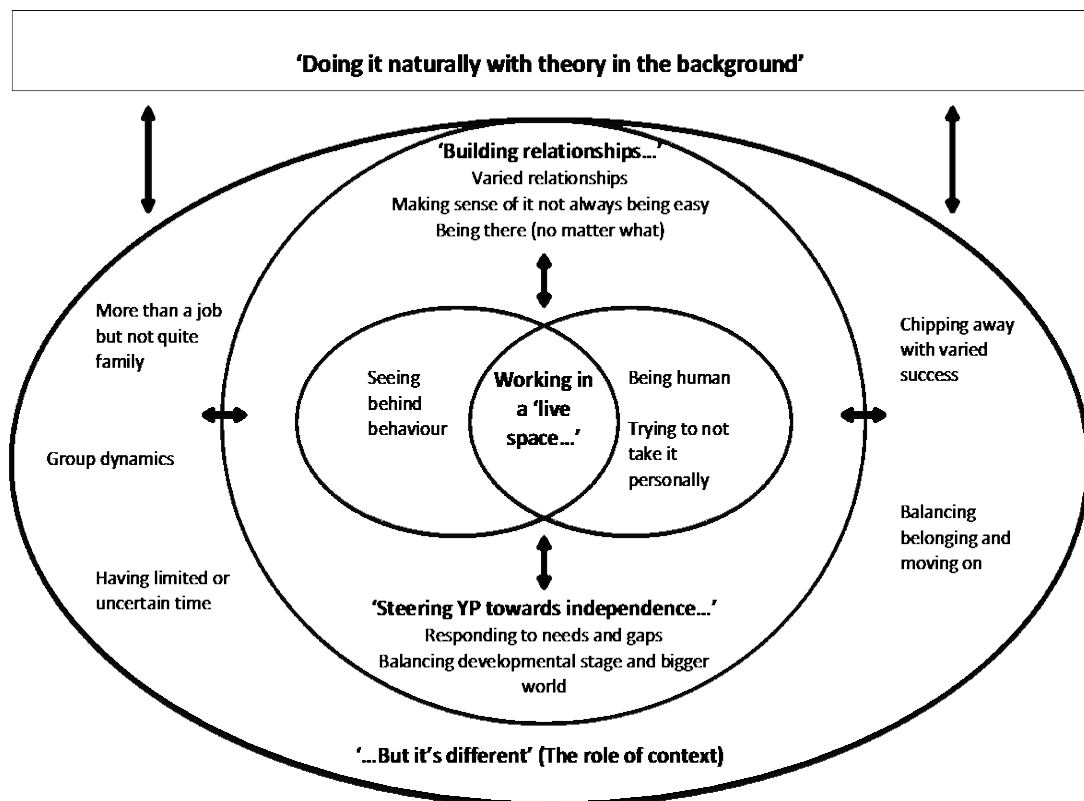 ‘Doing it naturally with theory in the background’
‘Building relationships...’
Varied relationships
Making sense of it not always being easy
Being there (no matter what)
More than a job
but not quite
family
Group dynamics
Having limited or
uncertain time
Seeing
behind
behaviour
Working in
a ‘live
space...’
Being human
Trying to not
take it
personally
Chipping away
with varied
success
Balancing
belonging and
moving on
‘Steering YP towards independence...’
Responding to needs and gaps
Balancing developmental stage and bigger
world
‘...But it’s different’ (The role of context)